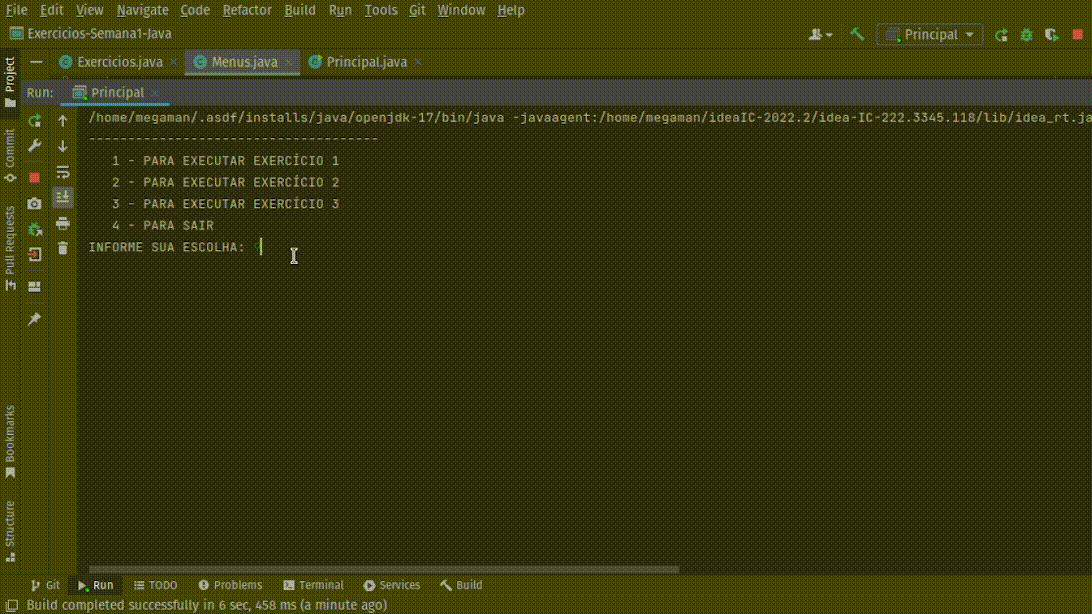 File Edit View Navigate Code Refactor Build Run Tools Git Window Help
Exercicios-Semana1-Java
Principal
Exercicios.java
Menus.java
Principal.java
Run:
Principal
/home/megaman/.asdf/installs/java/openjdk-17/bin/java -javaagent:/home/megaman/ideaIC-2022.2/idea-IC-222.3345.118/lib/idea_rt.ja
-------------------------------------
1 - PARA EXECUTAR EXERCÍCIO 1
2 - PARA EXECUTAR EXERCÍCIO 2
3 - PARA EXECUTAR EXERCÍCIO 3
4 - PARA SAIR
INFORME SUA ESCOLHA:
Project
Commit
Pull Requests
Bookmarks
Structure
Git Run TODO Problems Terminal Services Build
Build completed successfully in 6 sec, 458 ms (a minute ago)